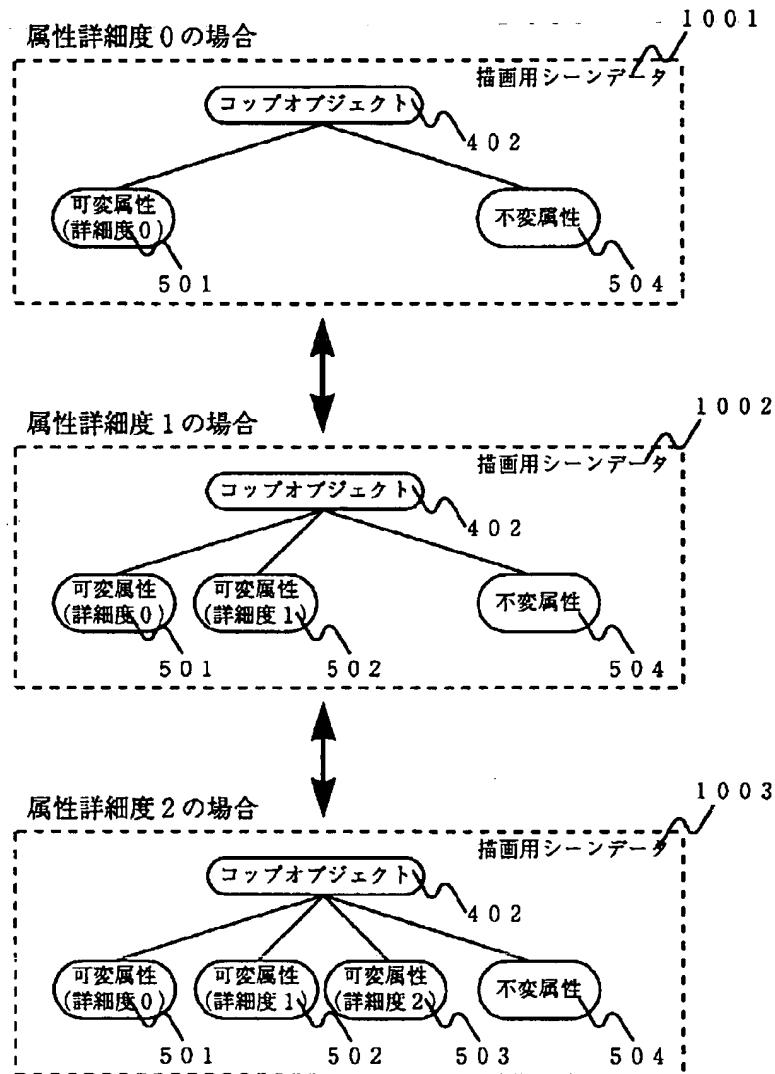 属性詳細度0の場合
1001
描画用シーンデータ
コップオブジェクト
402
可変属性
(詳細度0)
不変属性
501
504
属性詳細度1の場合
1002
描画用シーンデータ
コップオブジェクト
402
可変属性
(詳細度0)
可変属性
(詳細度1)
不変属性
501
502
504
属性詳細度2の場合
1003
描画用シーンデータ
コップオブジェクト
402
可変属性
(詳細度0)
可変属性
(詳細度1)
可変属性
(詳細度2)
不変属性
501
502
503
504